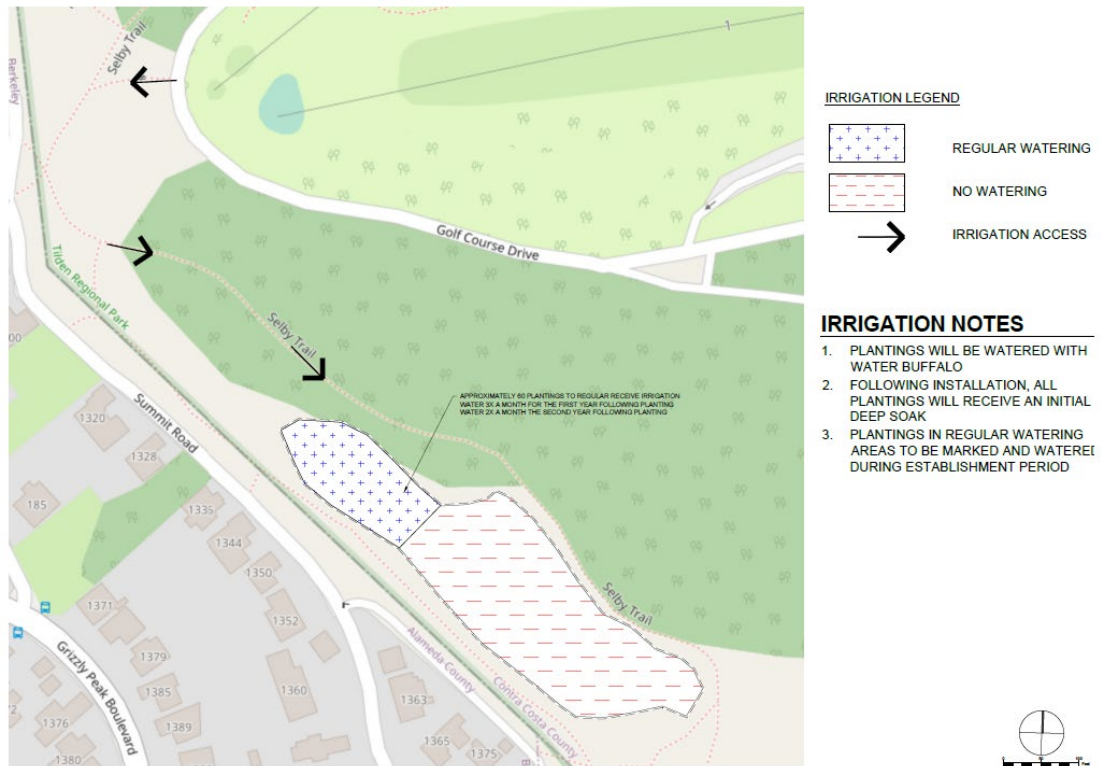 Selby Trail
Berkeley
1
Golf Course Drive
Tilden Regional Park
Selby Trail
APPROXIMATELY 60 PLANTINGS TO REGULAR RECEIVE IRRIGATION
WATER 3X A MONTH FOR THE FIRST YEAR FOLLOWING PLANTING
WATER 2X A MONTH THE SECOND YEAR FOLLOWING PLANTING
00
1320
Summit Road
1328
185
1335
1344
1350
1371
1352
Selby Trail
Grizzly Peak Boulevard
1379
Alameda County
Contra Costa County
1385
1360
1363
1389
1376
1365
1375
1380
IRRIGATION LEGEND
REGULAR WATERING
NO WATERING
IRRIGATION ACCESS
IRRIGATION NOTES
1. PLANTINGS WILL BE WATERED WITH
WATER BUFFALO
2. FOLLOWING INSTALLATION, ALL
PLANTINGS WILL RECEIVE AN INITIAL
DEEP SOAK
3. PLANTINGS IN REGULAR WATERING
AREAS TO BE MARKED AND WATERED
DURING ESTABLISHMENT PERIOD